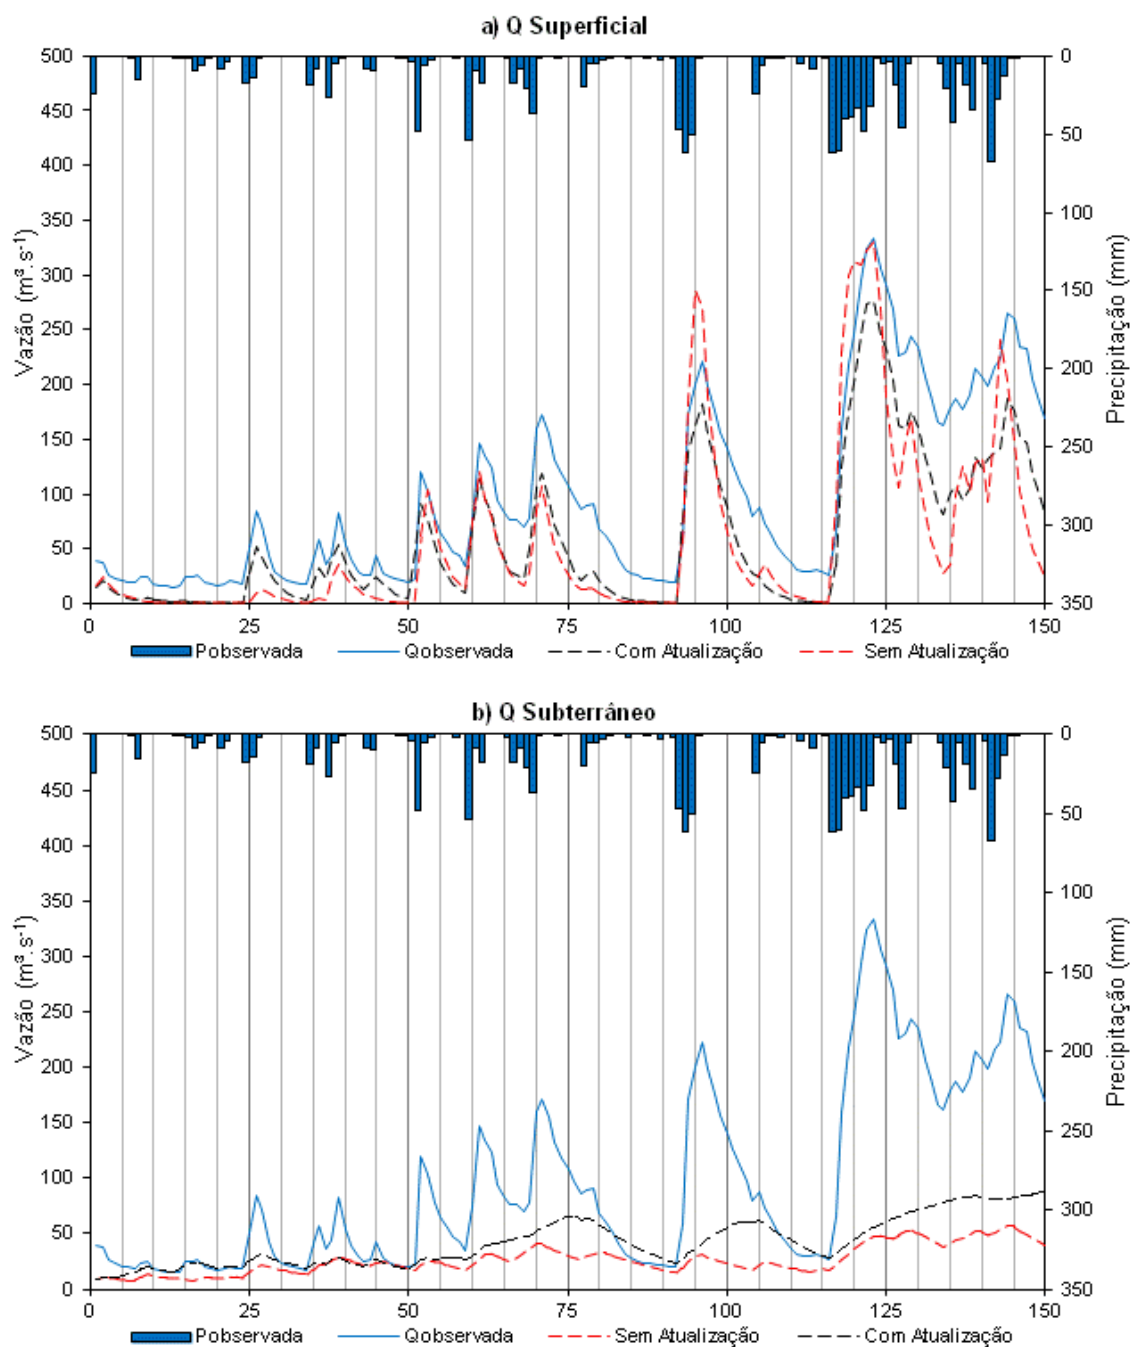 a) Q Superficial
500 450 400 350 300 250 200 150 100 50 0
Vazão (m³.s⁻¹)
0 50 100 150 200 250 300 350
Precipitação (mm)
0 25 50 75 100 125 150
Pobservada Qobservada Com Atualização Sem Atualização
b) Q Subterrâneo
500 450 400 350 300 250 200 150 100 50 0
Vazão (m³.s⁻¹)
0 50 100 150 200 250 300 350
Precipitação (mm)
0 25 50 75 100 125 150
Pobservada Qobservada Sem Atualização Com Atualização